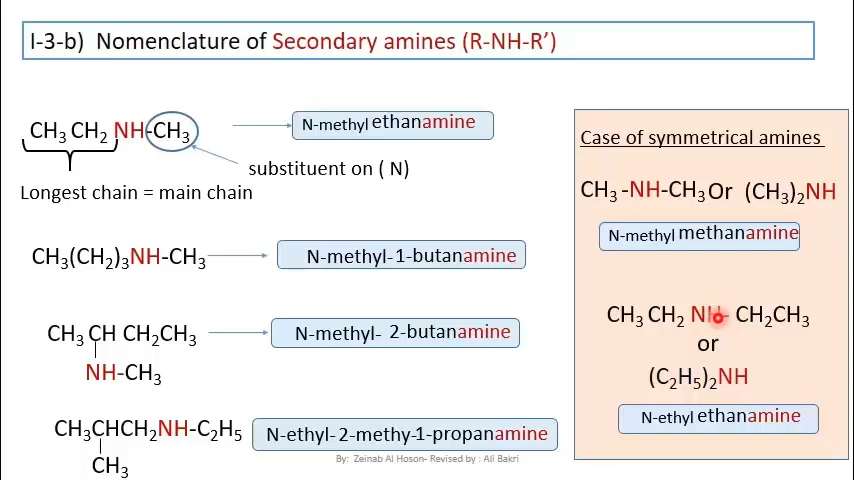 I-3-b) Nomenclature of Secondary amines (R-NH-R’)
CH₃ CH₂ NH-CH₃
N-methyl ethanamine
substituent on ( N)
Longest chain = main chain
CH₃(CH₂)₃NH-CH₃
N-methyl-1-butanamine
CH₃ CH CH₂CH₃
NH-CH₃
N-methyl- 2-butanamine
CH₃CHCH₂NH-C₂H₅
CH₃
N-ethyl-2-methy-1-propanamine
Case of symmetrical amines
CH₃ -NH-CH₃ Or (CH₃)₂NH
N-methyl methanamine
CH₃ CH₂ NH- CH₂CH₃
or
(C₂H₅)₂NH
N-ethyl ethanamine
By: Zeinab Al Hoson- Revised by : Ali Bakri